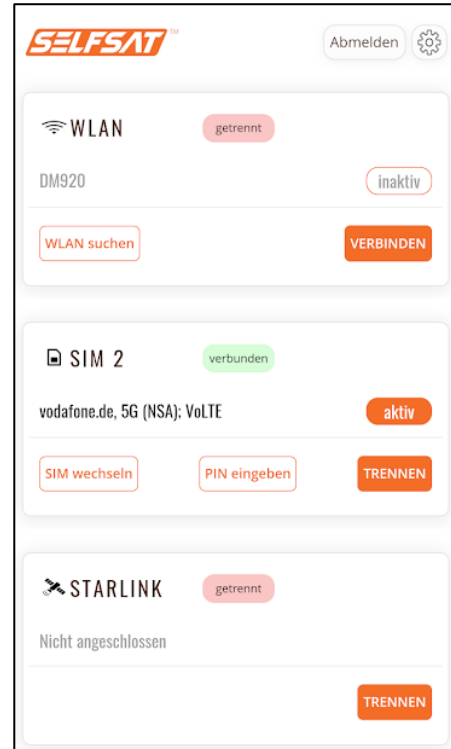 SELFSAT™
Abmelden
WLAN
getrennt
DM920
inaktiv
WLAN suchen
VERBINDEN
SIM 2
verbunden
vodafone.de, 5G (NSA); VoLTE
aktiv
SIM wechseln
PIN eingeben
TRENNEN
STARLINK
getrennt
Nicht angeschlossen
TRENNEN